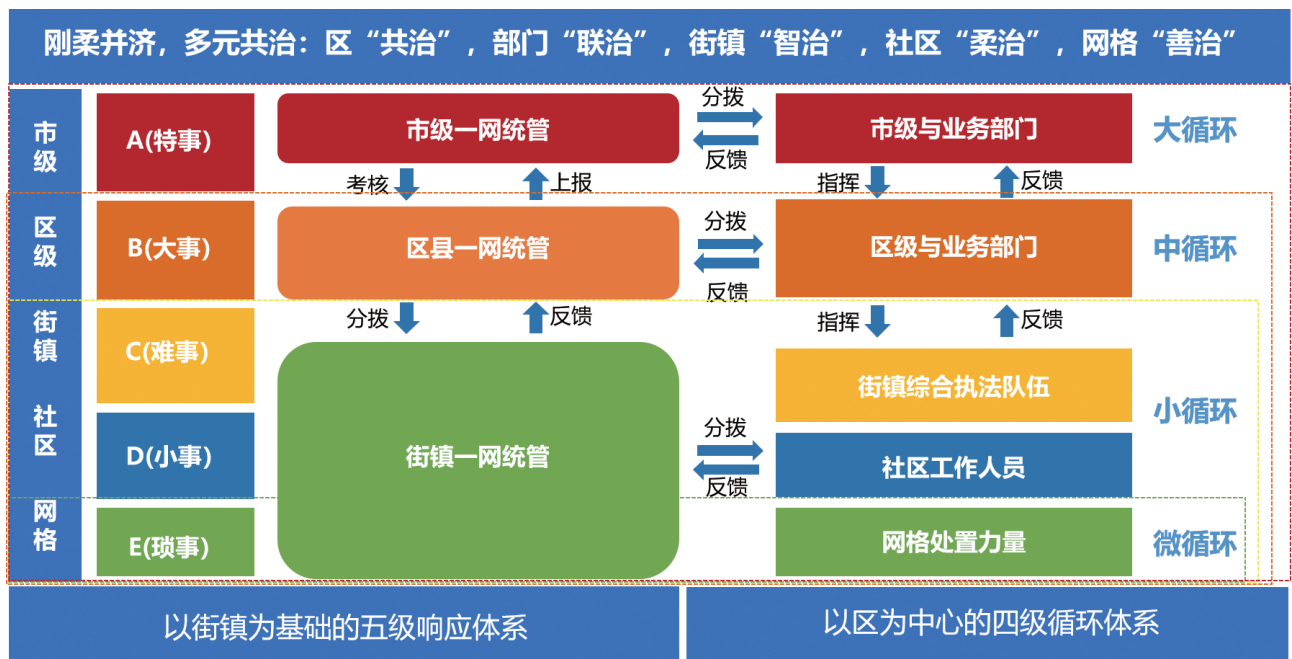 刚柔并济，多元共治：区“共治”，部门“联治”，街镇“智治”，社区“柔治”，网格“善治”
市级
A(特事)
市级一网统管
分拨
反馈
市级与业务部门
大循环
考核
上报
指挥
反馈
区级
B(大事)
区县一网统管
分拨
反馈
区级与业务部门
中循环
分拨
反馈
指挥
反馈
街镇
C(难事)
街镇综合执法队伍
社区
D(小事)
街镇一网统管
分拨
反馈
社区工作人员
小循环
网格
E(琐事)
网格处置力量
微循环
以街镇为基础的五级响应体系
以区为中心的四级循环体系